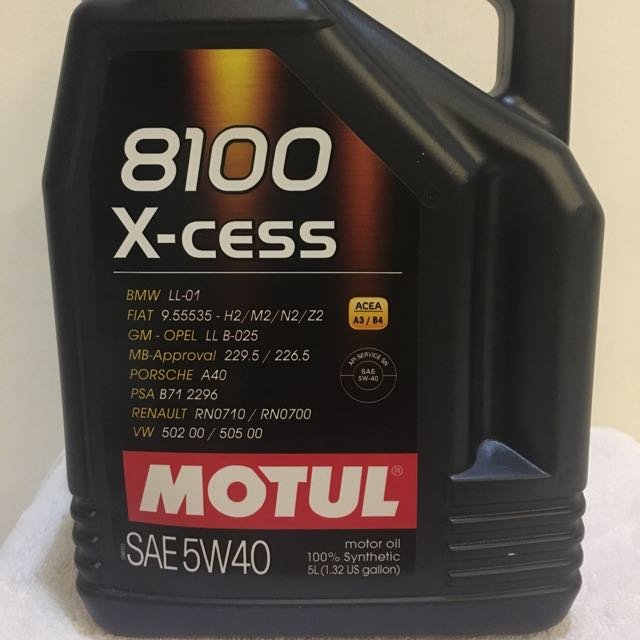 8100
X-cess
BMW LL-01
FIAT 9.55535 - H2/M2/N2/Z2
GM - OPEL LL B-025
MB-Approval 229.5 / 226.5
PORSCHE A40
PSA B71 2296
RENAULT RN0710 / RN0700
VW 502 00 / 505 00
ACEA
A3 / B4
API SERVICE SN
SAE
5W-40
MOTUL®
SAE 5W40
motor oil
100% Synthetic
5L (1.32 US gallon)